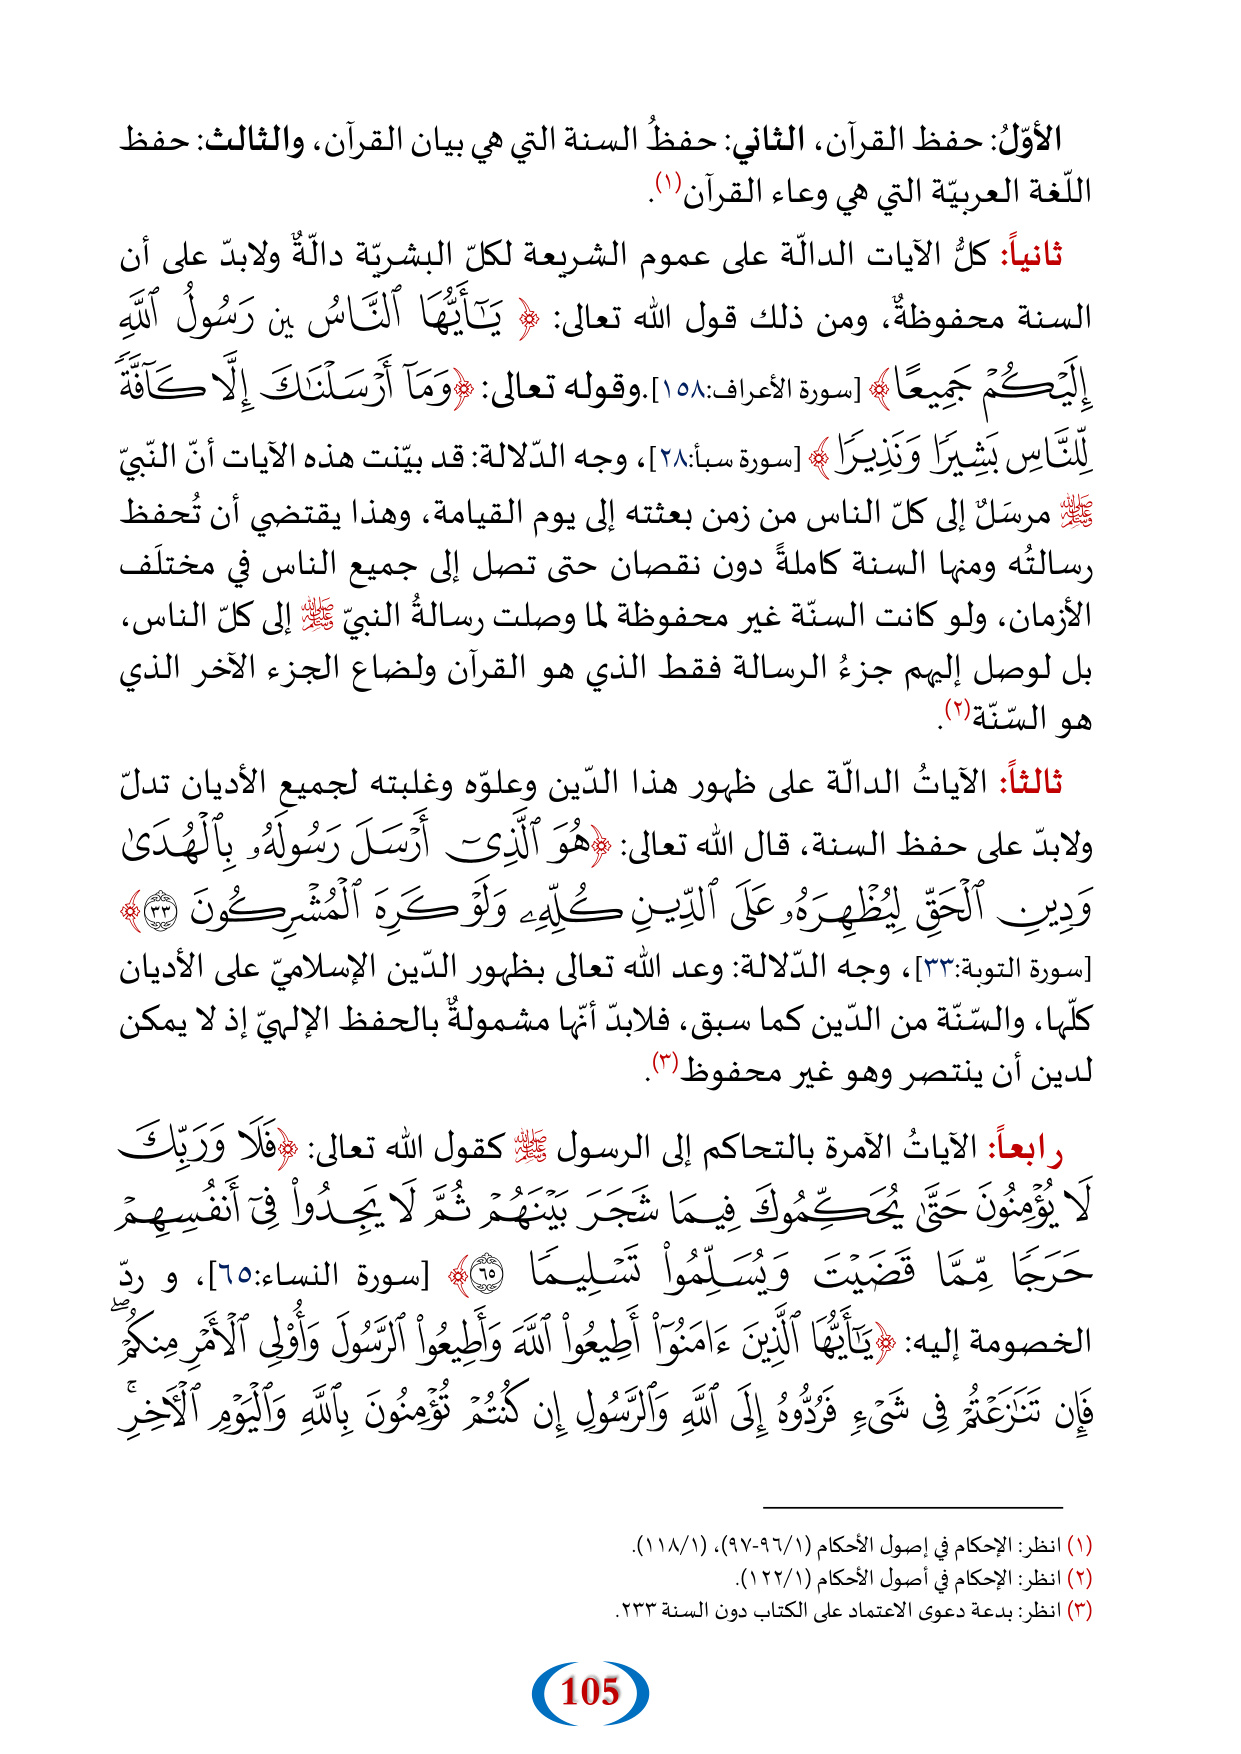 الأوّلُ: حفظ القرآن، الثاني: حفظُ السنة التي هي بيان القرآن، والثالث: حفظ
اللّغة العربيّة التي هي وعاء القرآن(١).
ثانياً: كلُّ الآيات الدالّة على عموم الشريعة لكلّ البشريّة دالّةٌ ولابدّ على أن
السنة محفوظةٌ، ومن ذلك قول الله تعالى: ﴿ يَـٰٓأَيُّهَا ٱلنَّاسُ إِنِّى رَسُولُ ٱللَّهِ
إِلَيْكُمْ جَمِيعًا﴾ [سورة الأعراف:١٥٨].وقوله تعالى: ﴿وَمَآ أَرْسَلْنَـٰكَ إِلَّا كَآفَّةً
لِّلنَّاسِ بَشِيرًا وَنَذِيرًا﴾ [سورة سبأ:٢٨]، وجه الدّلالة: قد بيّنت هذه الآيات أنّ النّبيّ
ﷺ مرسَلٌ إلى كلّ الناس من زمن بعثته إلى يوم القيامة، وهذا يقتضي أن تُحفظ
رسالتُه ومنها السنة كاملةً دون نقصان حتى تصل إلى جميع الناس في مختلَف
الأزمان، ولو كانت السنّة غير محفوظة لما وصلت رسالةُ النبيّ ﷺ إلى كلّ الناس،
بل لوصل إليهم جزءُ الرسالة فقط الذي هو القرآن ولضاع الجزء الآخر الذي
هو السّنّة(٢).
ثالثاً: الآياتُ الدالّة على ظهور هذا الدّين وعلوّه وغلبته لجميع الأديان تدلّ
ولابدّ على حفظ السنة، قال الله تعالى: ﴿هُوَ ٱلَّذِىٓ أَرْسَلَ رَسُولَهُۥ بِٱلْهُدَىٰ
وَدِينِ ٱلْحَقِّ لِيُظْهِرَهُۥ عَلَى ٱلدِّينِ كُلِّهِۦ وَلَوْ كَرِهَ ٱلْمُشْرِكُونَ ٣٣﴾
[سورة التوبة:٣٣]، وجه الدّلالة: وعد الله تعالى بظهور الدّين الإسلاميّ على الأديان
كلّها، والسّنّة من الدّين كما سبق، فلابدّ أنّها مشمولةٌ بالحفظ الإلهيّ إذ لا يمكن
لدين أن ينتصر وهو غير محفوظ(٣).
رابعاً: الآياتُ الآمرة بالتحاكم إلى الرسول ﷺ كقول الله تعالى: ﴿فَلَا وَرَبِّكَ
لَا يُؤْمِنُونَ حَتَّىٰ يُحَكِّمُوكَ فِيمَا شَجَرَ بَيْنَهُمْ ثُمَّ لَا يَجِدُوا۟ فِىٓ أَنفُسِهِمْ
حَرَجًا مِّمَّا قَضَيْتَ وَيُسَلِّمُوا۟ تَسْلِيمًا ٦٥﴾ [سورة النساء:٦٥]، و ردّ
الخصومة إليه: ﴿يَـٰٓأَيُّهَا ٱلَّذِينَ ءَامَنُوٓا۟ أَطِيعُوا۟ ٱللَّهَ وَأَطِيعُوا۟ ٱلرَّسُولَ وَأُو۟لِى ٱلْأَمْرِ مِنكُمْ ۖ
فَإِن تَنَـٰزَعْتُمْ فِى شَىْءٍ فَرُدُّوهُ إِلَى ٱللَّهِ وَٱلرَّسُولِ إِن كُنتُمْ تُؤْمِنُونَ بِٱللَّهِ وَٱلْيَوْمِ ٱلْـَٔاخِرِ ۚ
(١) انظر: الإحكام في إصول الأحكام (١/٩٦-٩٧)، (١/١١٨).
(٢) انظر: الإحكام في أصول الأحكام (١/١٢٢).
(٣) انظر: بدعة دعوى الاعتماد على الكتاب دون السنة ٢٣٣.
105